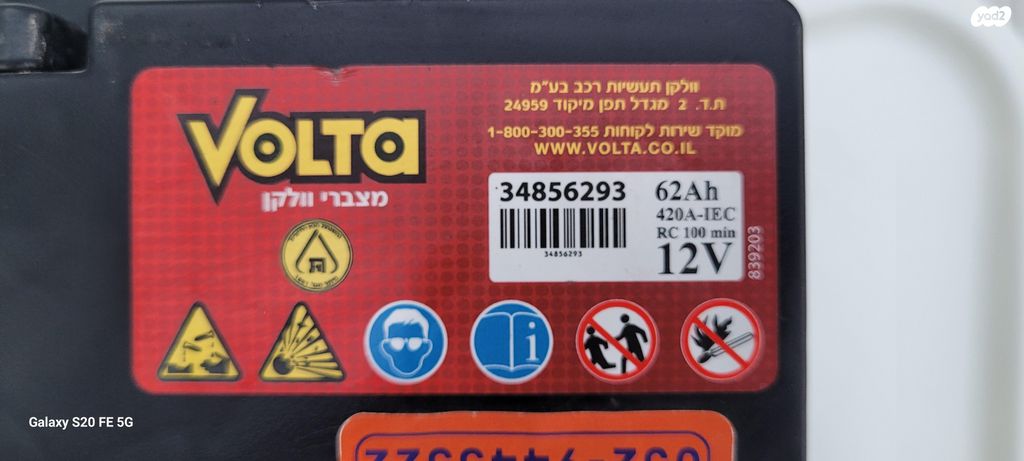 yad2
VOLTA
מצברי וולקן
וולקן תעשיות רכב בע"מ
ת.ד. 2 מגדל תפן מיקוד 24959
מוקד שירות לקוחות 1-800-300-355
WWW.VOLTA.CO.IL
34856293
34856293
62Ah
420A-IEC
RC 100 min
12V
839203
i
Galaxy S20 FE 5G